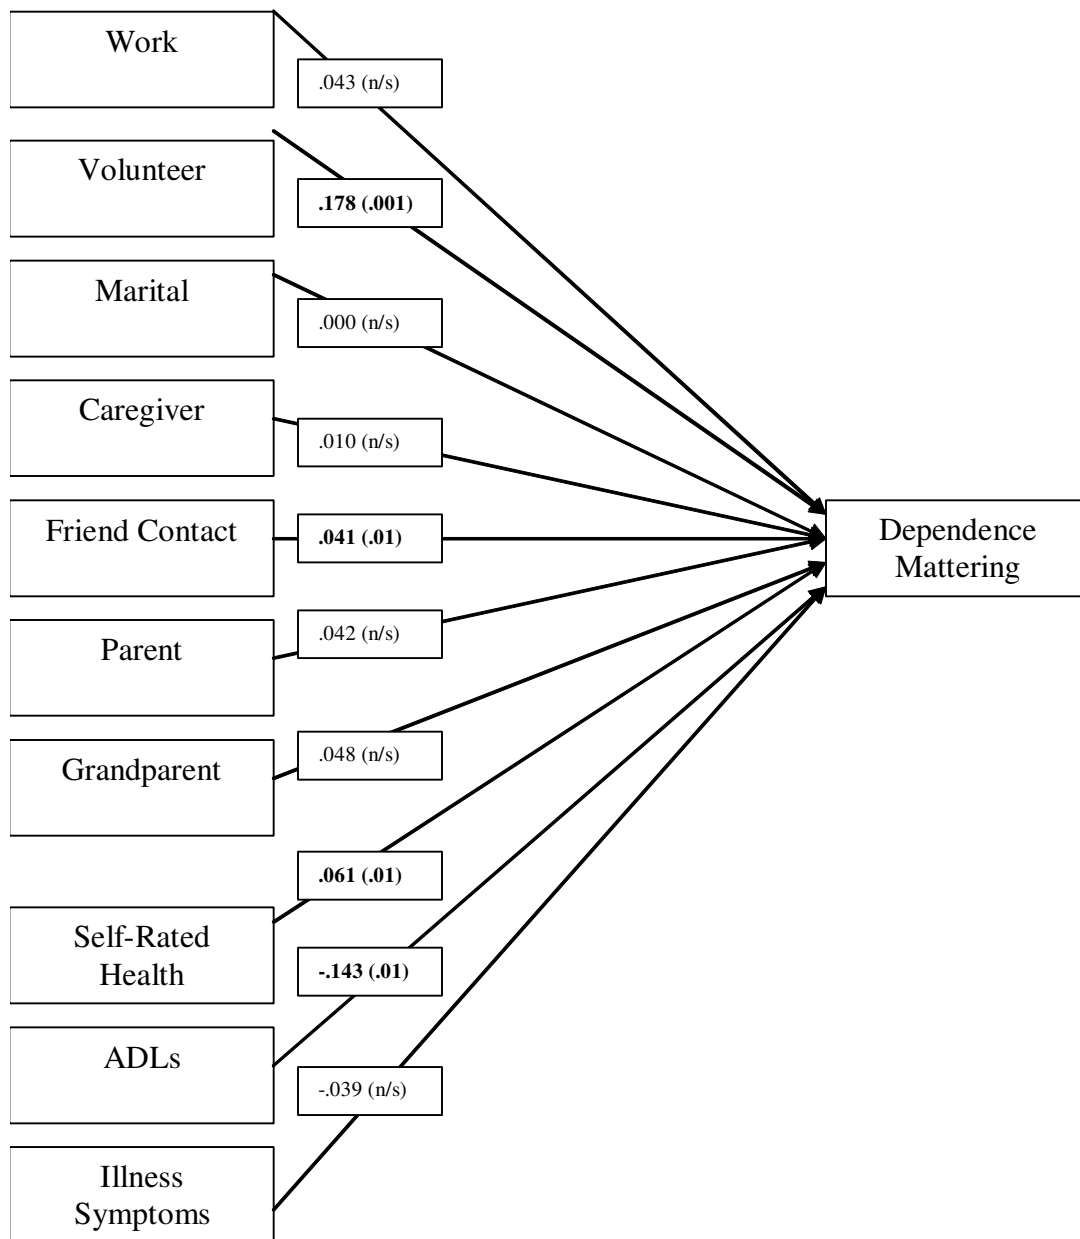 Work
.043 (n/s)
Volunteer
.178 (.001)
Marital
.000 (n/s)
Caregiver
.010 (n/s)
Friend Contact
.041 (.01)
Dependence
Mattering
Parent
.042 (n/s)
Grandparent
.048 (n/s)
.061 (.01)
Self-Rated
Health
-.143 (.01)
ADLs
-.039 (n/s)
Illness
Symptoms